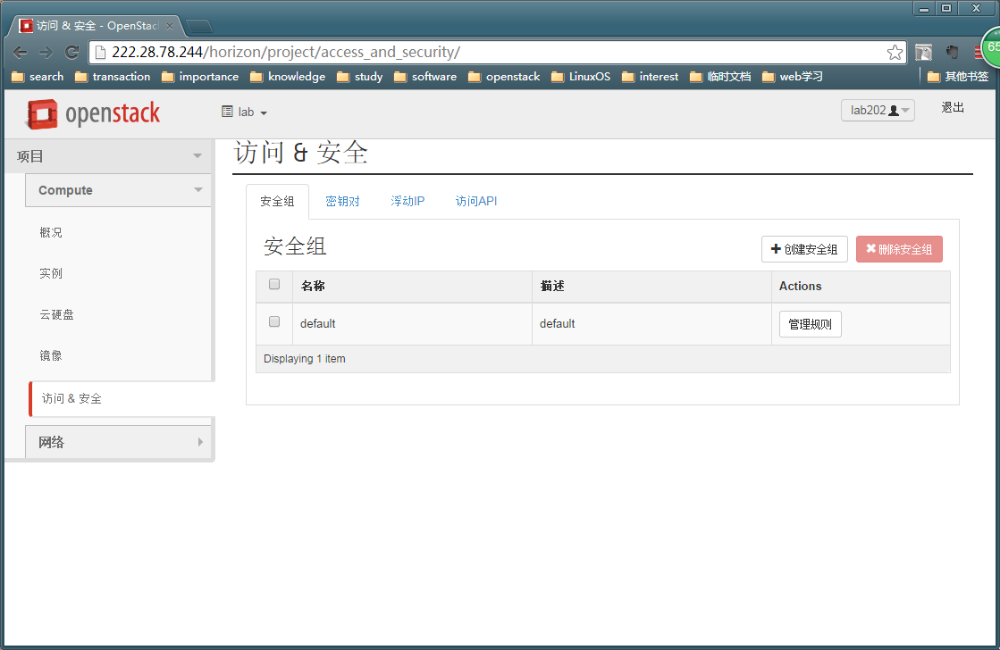 访问 & 安全 - OpenStac
222.28.78.244/horizon/project/access_and_security/
65
search transaction importance knowledge study software openstack LinuxOS interest 临时文档 web学习 其他书签
openstack lab lab202 退出
项目
Compute
概况
实例
云硬盘
镜像
访问 & 安全
网络
访问 & 安全
安全组 密钥对 浮动IP 访问API
安全组 创建安全组 删除安全组
名称 描述 Actions
default default 管理规则
Displaying 1 item